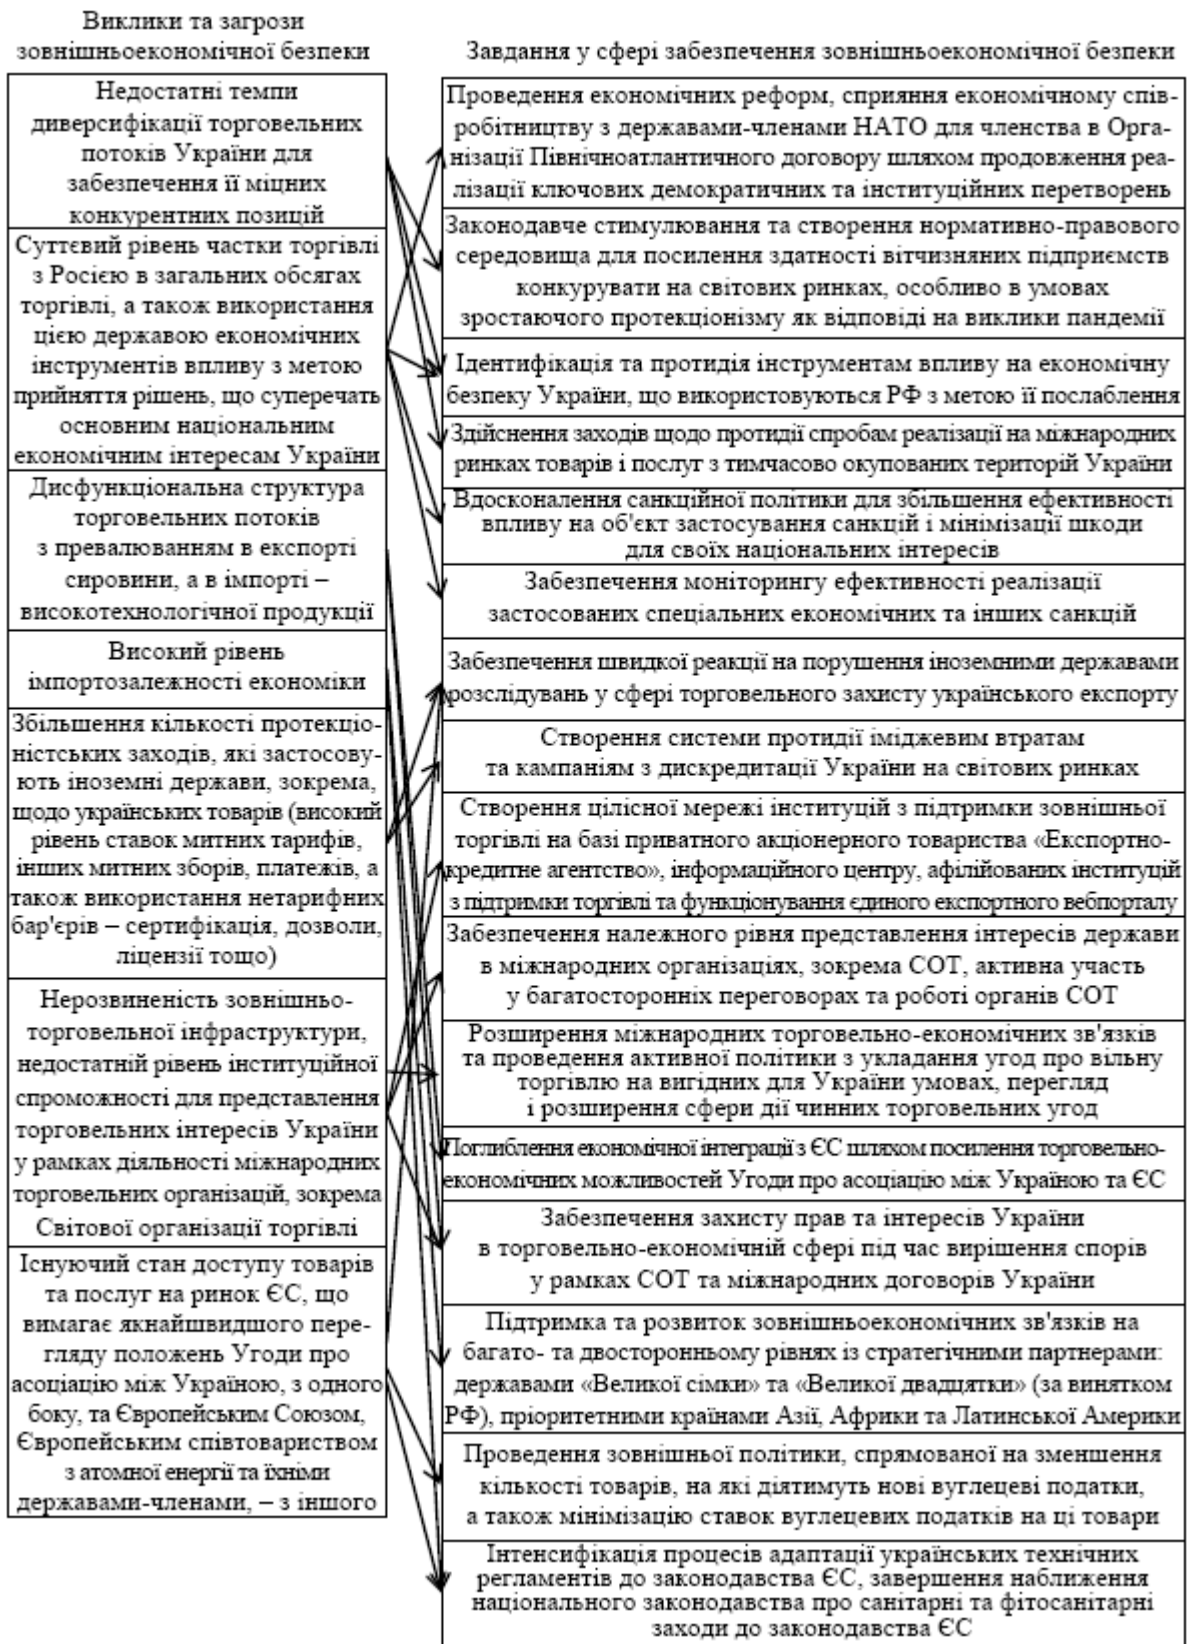 Виклики та загрози
зовнішньоекономічної безпеки
Недостатні темпи
диверсифікації торговельних
потоків України для
забезпечення її міцних
конкурентних позицій
Суттєвий рівень частки торгівлі
з Росією в загальних обсягах
торгівлі, а також використання
цією державою економічних
інструментів впливу з метою
прийняття рішень, що суперечать
основним національним
економічним інтересам України
Дисфункціональна структура
торговельних потоків
з превалюванням в експорті
сировини, а в імпорті –
високотехнологічної продукції
Високий рівень
імпортозалежності економіки
Збільшення кількості протекціо-
ністських заходів, які застосову-
ють іноземні держави, зокрема,
щодо українських товарів (високий
рівень ставок митних тарифів,
інших митних зборів, платежів, а
також використання нетарифних
бар'єрів – сертифікація, дозволи,
ліцензії тощо)
Нерозвиненість зовнішньо-
торговельної інфраструктури,
недостатній рівень інституційної
спроможності для представлення
торговельних інтересів України
у рамках діяльності міжнародних
торговельних організацій, зокрема
Світової організації торгівлі
Існуючий стан доступу товарів
та послуг на ринок ЄС, що
вимагає якнайшвидшого пере-
гляду положень Угоди про
асоціацію між Україною, з одного
боку, та Європейським Союзом,
Європейським співтовариством
з атомної енергії та їхніми
державами-членами, – з іншого
Завдання у сфері забезпечення зовнішньоекономічної безпеки
Проведення економічних реформ, сприяння економічному спів-
робітництву з державами-членами НАТО для членства в Орга-
нізації Північноатлантичного договору шляхом продовження реа-
лізації ключових демократичних та інституційних перетворень
Законодавче стимулювання та створення нормативно-правового
середовища для посилення здатності вітчизняних підприємств
конкурувати на світових ринках, особливо в умовах
зростаючого протекціонізму як відповіді на виклики пандемії
Ідентифікація та протидія інструментам впливу на економічну
безпеку України, що використовуються РФ з метою її послаблення
Здійснення заходів щодо протидії спробам реалізації на міжнародних
ринках товарів і послуг з тимчасово окупованих територій України
Вдосконалення санкційної політики для збільшення ефективності
впливу на об'єкт застосування санкцій і мінімізації шкоди
для своїх національних інтересів
Забезпечення моніторингу ефективності реалізації
застосованих спеціальних економічних та інших санкцій
Забезпечення швидкої реакції на порушення іноземними державами
розслідувань у сфері торговельного захисту українського експорту
Створення системи протидії іміджевим втратам
та кампаніям з дискредитації України на світових ринках
Створення цілісної мережі інституцій з підтримки зовнішньої
торгівлі на базі приватного акціонерного товариства «Експортно-
кредитне агентство», інформаційного центру, афілійованих інституцій
з підтримки торгівлі та функціонування єдиного експортного вебпорталу
Забезпечення належного рівня представлення інтересів держави
в міжнародних організаціях, зокрема СОТ, активна участь
у багатосторонніх переговорах та роботі органів СОТ
Розширення міжнародних торговельно-економічних зв'язків
та проведення активної політики з укладання угод про вільну
торгівлю на вигідних для України умовах, перегляд
і розширення сфери дії чинних торговельних угод
Поглиблення економічної інтеграції з ЄС шляхом посилення торговельно-
економічних можливостей Угоди про асоціацію між Україною та ЄС
Забезпечення захисту прав та інтересів України
в торговельно-економічній сфері під час вирішення спорів
у рамках СОТ та міжнародних договорів України
Підтримка та розвиток зовнішньоекономічних зв'язків на
багато- та двосторонньому рівнях із стратегічними партнерами:
державами «Великої сімки» та «Великої двадцятки» (за винятком
РФ), пріоритетними країнами Азії, Африки та Латинської Америки
Проведення зовнішньої політики, спрямованої на зменшення
кількості товарів, на які діятимуть нові вуглецеві податки,
а також мінімізацію ставок вуглецевих податків на ці товари
Інтенсифікація процесів адаптації українських технічних
регламентів до законодавства ЄС, завершення наближення
національного законодавства про санітарні та фітосанітарні
заходи до законодавства ЄС